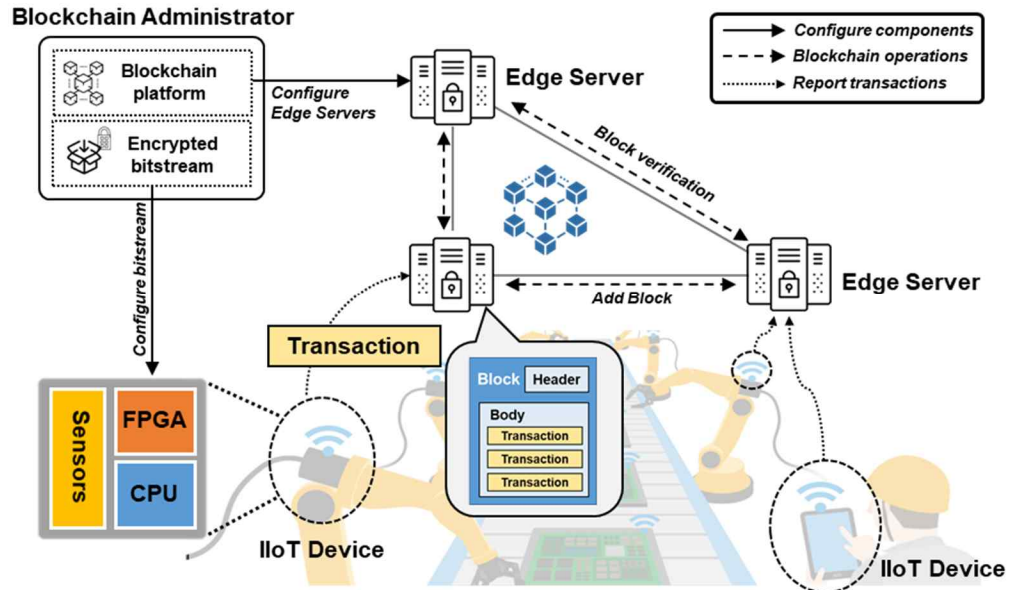 Blockchain Administrator
Blockchain
platform
Encrypted
bitstream
Configure
Edge Servers
Edge Server
Configure components
Blockchain operations
Report transactions
Block verification
Configure bitstream
Add Block
Edge Server
Transaction
Block
Header
Body
Transaction
Transaction
Transaction
Sensors
FPGA
CPU
IIoT Device
IIoT Device